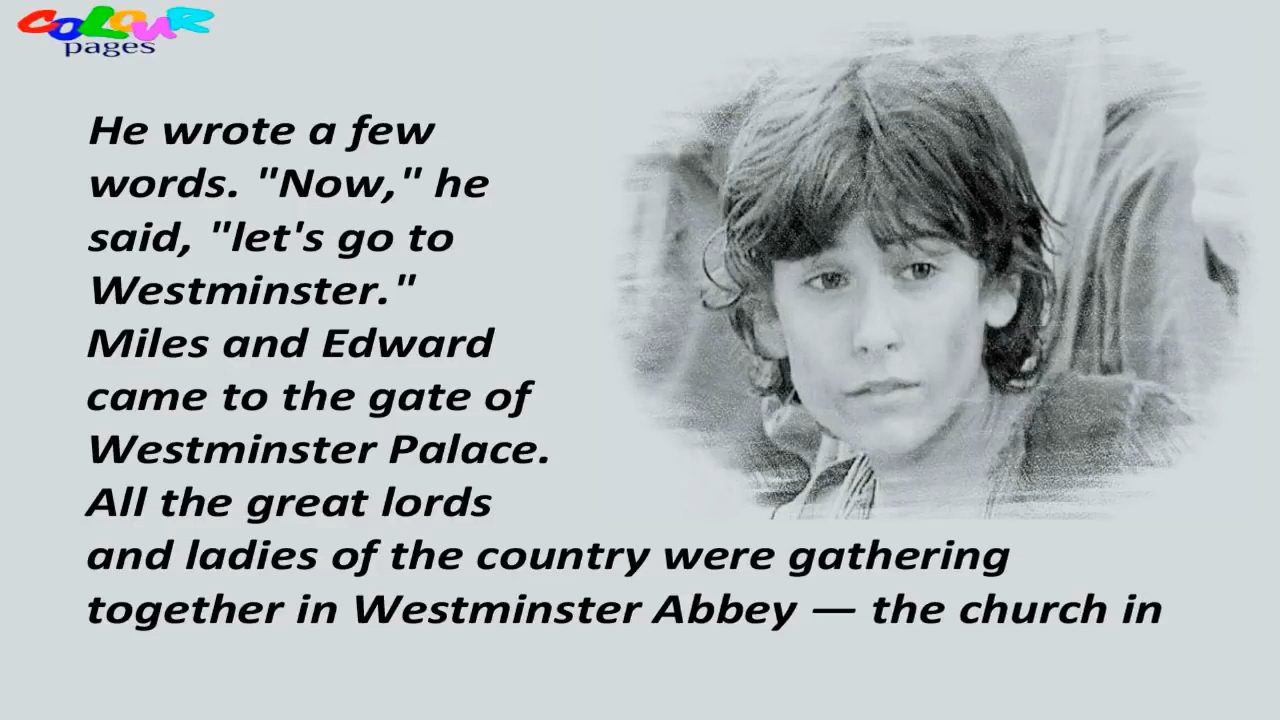 COLOUR
pages
He wrote a few
words. "Now," he
said, "let's go to
Westminster."
Miles and Edward
came to the gate of
Westminster Palace.
All the great lords
and ladies of the country were gathering
together in Westminster Abbey — the church in